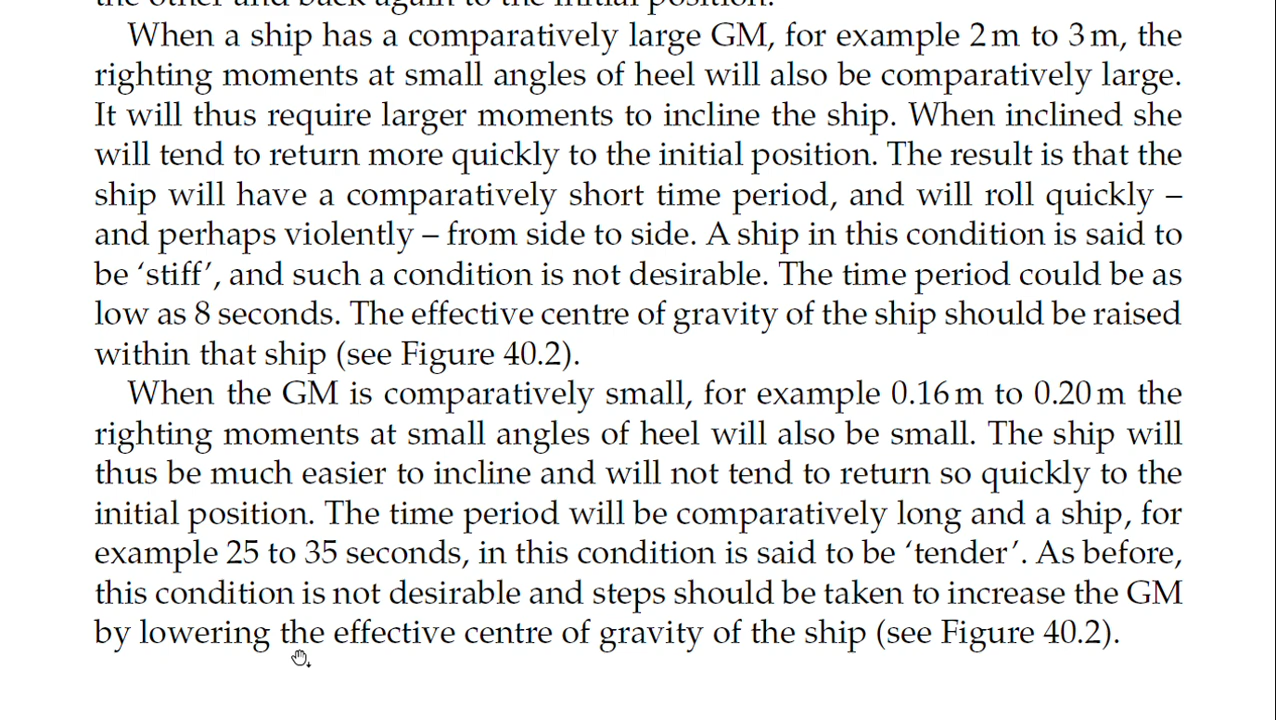 the other and back again to the initial position.
When a ship has a comparatively large GM, for example 2 m to 3 m, the
righting moments at small angles of heel will also be comparatively large.
It will thus require larger moments to incline the ship. When inclined she
will tend to return more quickly to the initial position. The result is that the
ship will have a comparatively short time period, and will roll quickly –
and perhaps violently – from side to side. A ship in this condition is said to
be ‘stiff’, and such a condition is not desirable. The time period could be as
low as 8 seconds. The effective centre of gravity of the ship should be raised
within that ship (see Figure 40.2).
When the GM is comparatively small, for example 0.16 m to 0.20 m the
righting moments at small angles of heel will also be small. The ship will
thus be much easier to incline and will not tend to return so quickly to the
initial position. The time period will be comparatively long and a ship, for
example 25 to 35 seconds, in this condition is said to be ‘tender’. As before,
this condition is not desirable and steps should be taken to increase the GM
by lowering the effective centre of gravity of the ship (see Figure 40.2).